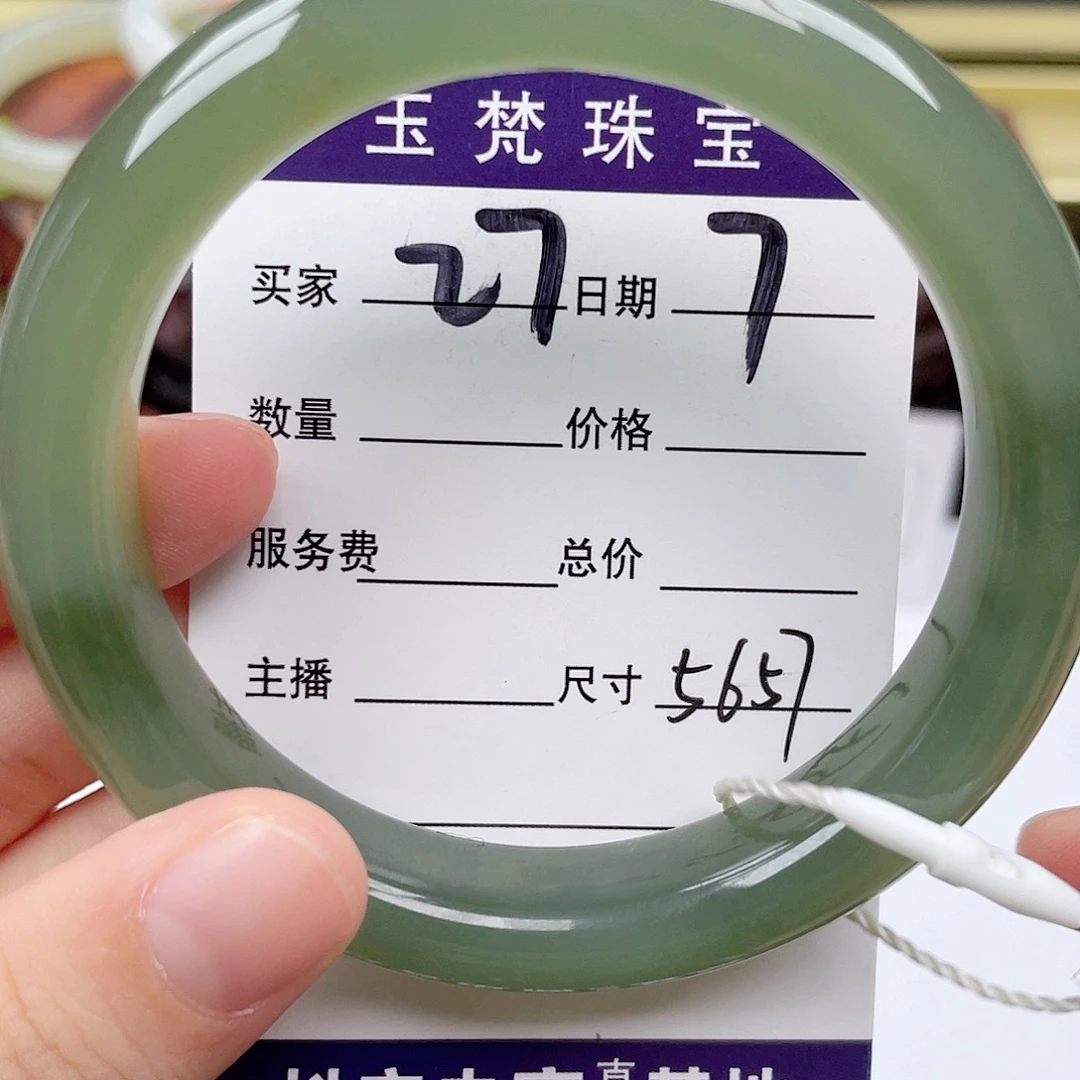 玉梵珠宝
买家 27 日期 7
数量 价格
服务费 总价
主播 尺寸 5657